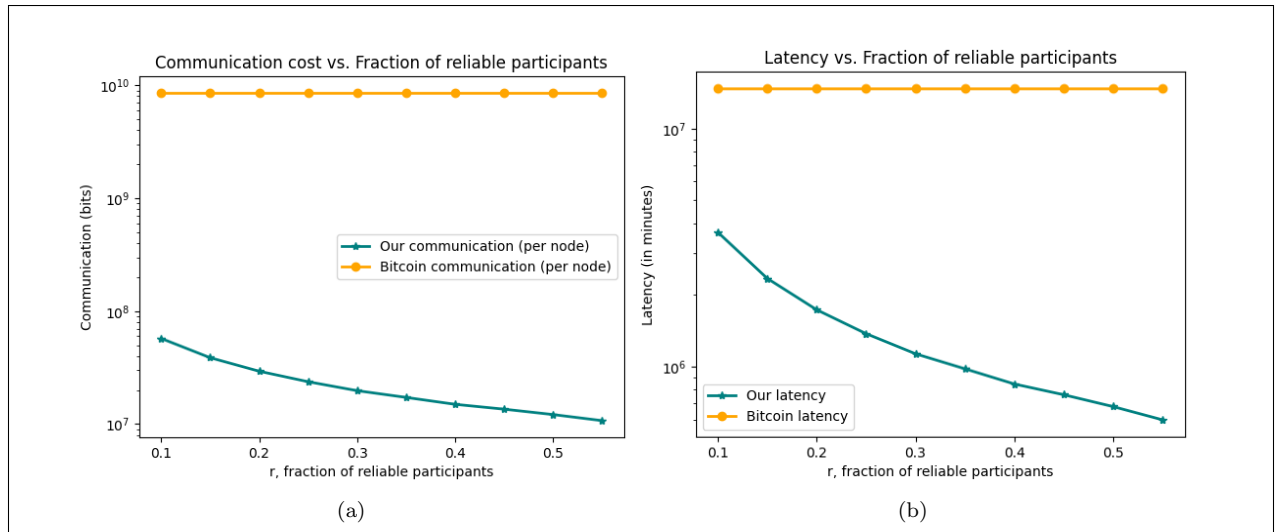 Communication cost vs. Fraction of reliable participants
Communication (bits)
10^10
10^9
10^8
10^7
Our communication (per node)
Bitcoin communication (per node)
0.1 0.2 0.3 0.4 0.5
r, fraction of reliable participants
(a)
Latency vs. Fraction of reliable participants
Latency (in minutes)
10^7
10^6
Our latency
Bitcoin latency
0.1 0.2 0.3 0.4 0.5
r, fraction of reliable participants
(b)